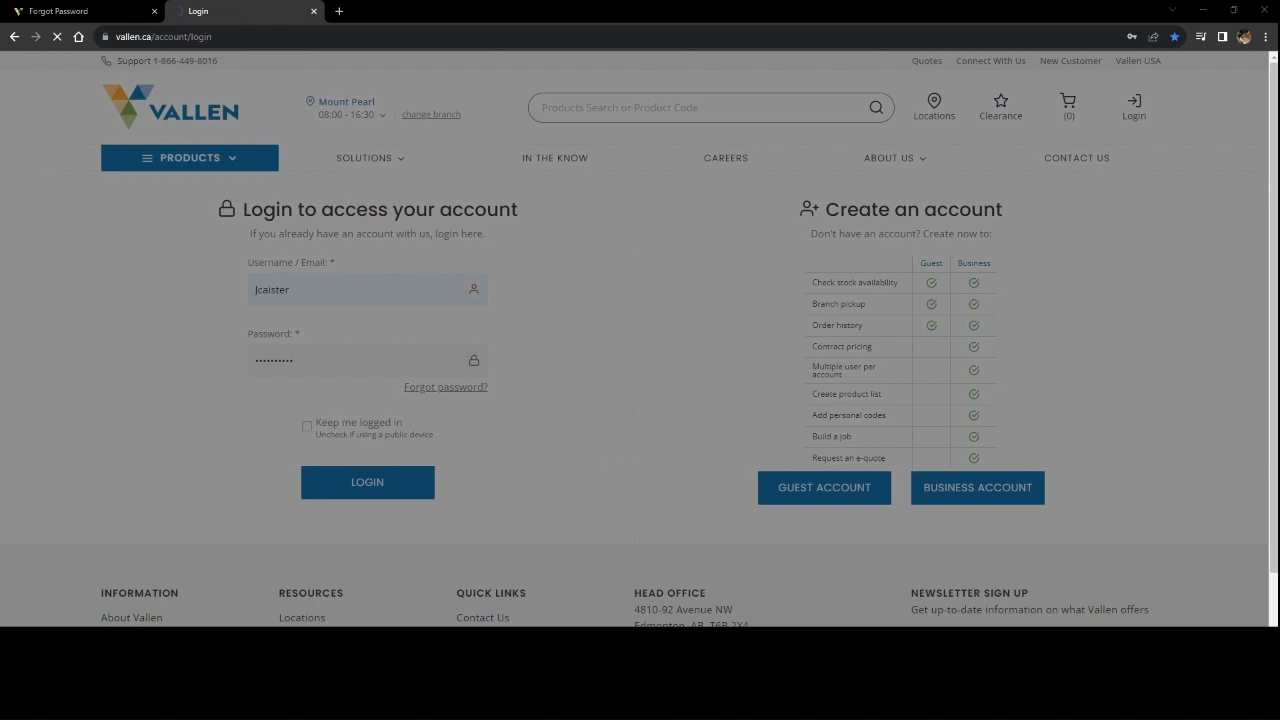 Forgot Password
Login
vallen.ca/account/login
Support 1-866-449-8016
Quotes
Connect With Us
New Customer
Vallen USA
VALLEN
Mount Pearl
08:00 - 16:30
change branch
Products Search or Product Code
Locations
Clearance
(0)
Login
PRODUCTS
SOLUTIONS
IN THE KNOW
CAREERS
ABOUT US
CONTACT US
Login to access your account
If you already have an account with us, login here.
Username / Email: *
Jcaister
Password: *
••••••••••
Forgot password?
Keep me logged in
Uncheck if using a public device
LOGIN
Create an account
Don't have an account? Create now to:
Guest Business
Check stock availability
Branch pickup
Order history
Contract pricing
Multiple user per
account
Create product list
Add personal codes
Build a job
Request an e-quote
GUEST ACCOUNT
BUSINESS ACCOUNT
INFORMATION
About Vallen
RESOURCES
Locations
QUICK LINKS
Contact Us
HEAD OFFICE
4810-92 Avenue NW
Edmonton, AB, T6B 2X4
NEWSLETTER SIGN UP
Get up-to-date information on what Vallen offers